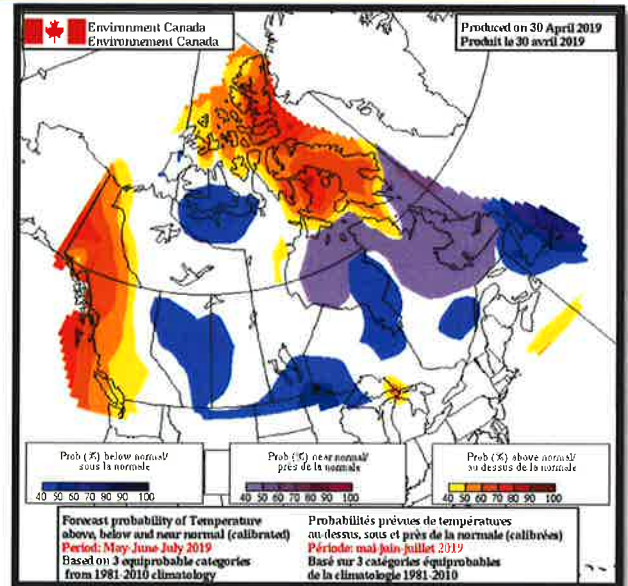 Environment Canada
Environnement Canada
Produced on 30 April 2019
Produit le 30 avril 2019
Prob (%) below normal/
sous la normale
40 50 60 70 80 90 100
Prob (%) near normal/
près de la normale
40 50 60 70 80 90 100
Prob (%) above normal/
au dessus de la normale
40 50 60 70 80 90 100
Forecast probability of Temperature
above, below and near normal (calibrated)
Period: May-June July 2019
Based on 3 equiprobable categories
from 1981-2010 climatology
Probabilités prévues de températures
au-dessus, sous et près de la normale (calibrées)
Période: mai-juin-juillet 2019
Basé sur 3 catégories équiprobables
de la climatologie 1981-2010